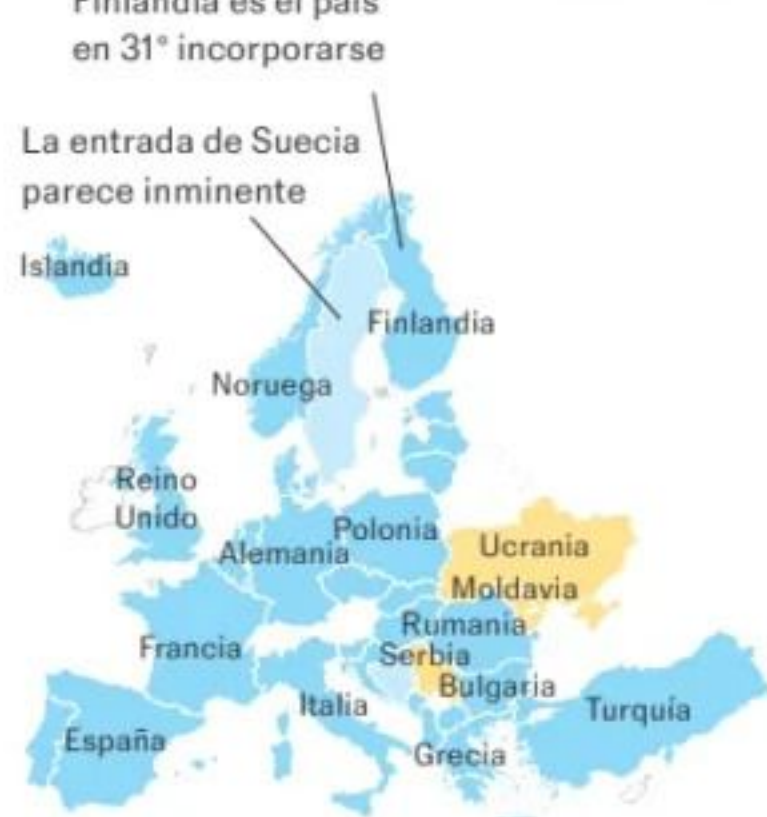 Finlandia es el país
en 31° incorporarse
La entrada de Suecia
parece inminente
Islandia
Finlandia
Noruega
Reino
Unido
Polonia
Alemania
Ucrania
Moldavia
Rumanía
Francia
Serbia
Bulgaria
Italia
Turquía
España
Grecia